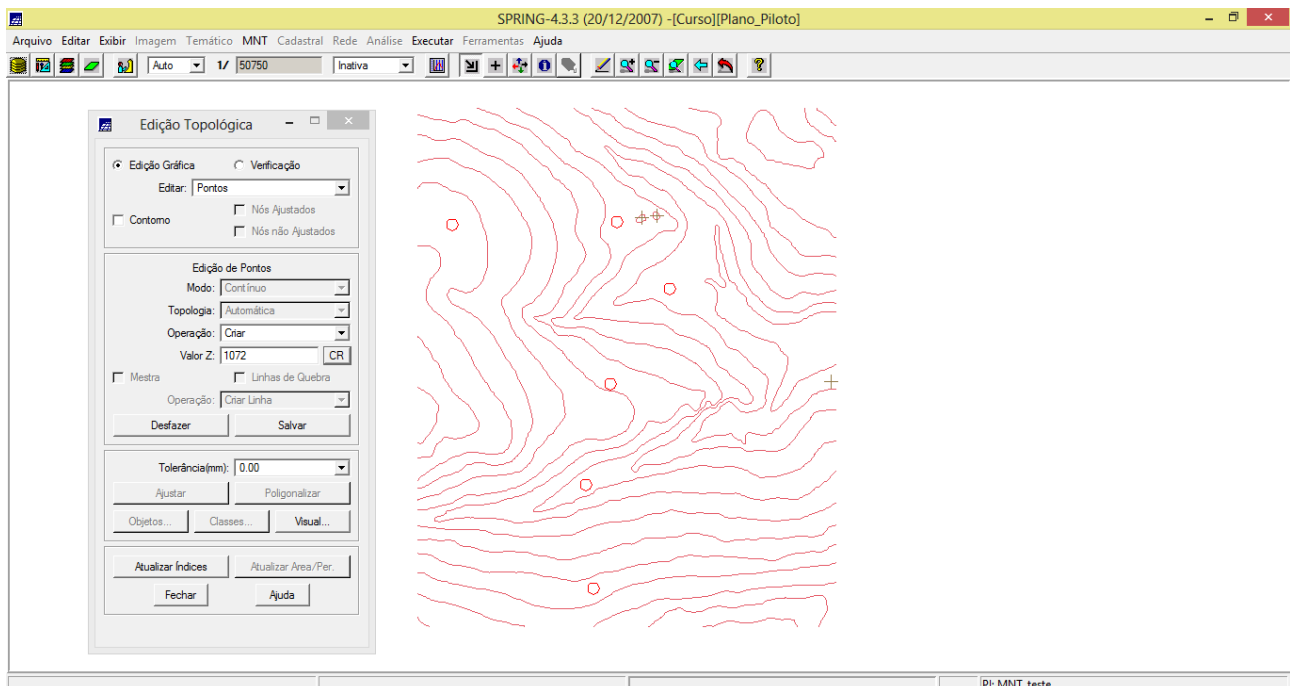 SPRING-4.3.3 (20/12/2007) -[Curso][Plano_Piloto]
Arquivo Editar Exibir Imagem Temático MNT Cadastral Rede Análise Executar Ferramentas Ajuda
Auto 1/ 50750 Inativa
Edição Topológica
Edição Gráfica Verificação
Editar: Pontos
Contorno Nós Ajustados
Nós não Ajustados
Edição de Pontos
Modo: Contínuo
Topologia: Automática
Operação: Criar
Valor Z: 1072 CR
Mestra Linhas de Quebra
Operação: Criar Linha
Desfazer Salvar
Tolerância(mm): 0.00
Ajustar Poligonalizar
Objetos... Classes... Visual...
Atualizar Índices Atualizar Area/Per.
Fechar Ajuda
PI: MNT_teste